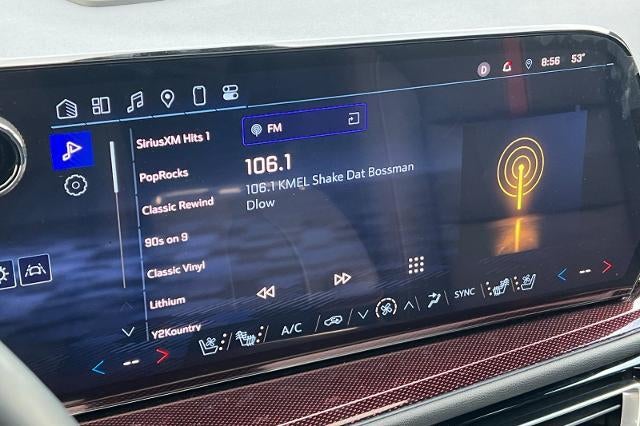 D 8:56 53°
FM
106.1
106.1 KMEL Shake Dat Bossman
Dlow
SiriusXM Hits 1
PopRocks
Classic Rewind
90s on 9
Classic Vinyl
Lithium
Y2Kountry
A/C
SYNC
--
--